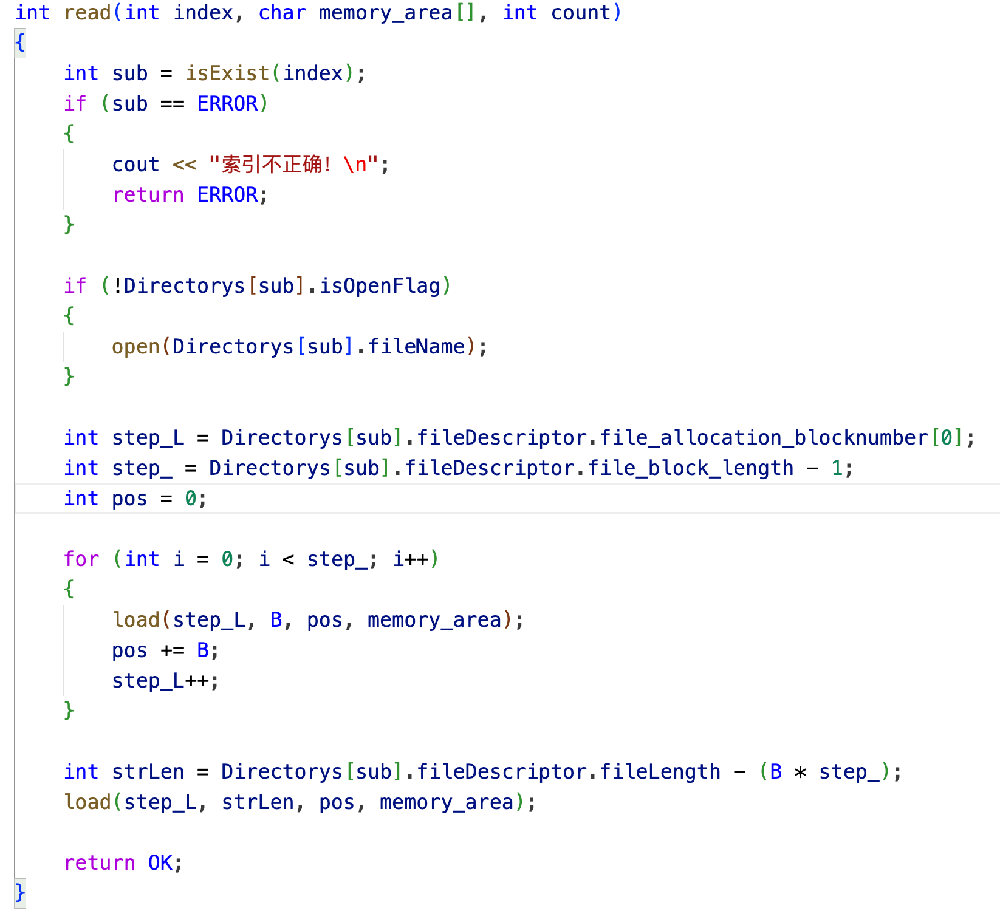 int read(int index, char memory_area[], int count)
{
    int sub = isExist(index);
    if (sub == ERROR)
    {
        cout << "索引不正确！\n";
        return ERROR;
    }

    if (!Directorys[sub].isOpenFlag)
    {
        open(Directorys[sub].fileName);
    }

    int step_L = Directorys[sub].fileDescriptor.file_allocation_blocknumber[0];
    int step_ = Directorys[sub].fileDescriptor.file_block_length - 1;
    int pos = 0;

    for (int i = 0; i < step_; i++)
    {
        load(step_L, B, pos, memory_area);
        pos += B;
        step_L++;
    }

    int strLen = Directorys[sub].fileDescriptor.fileLength - (B * step_);
    load(step_L, strLen, pos, memory_area);

    return OK;
}